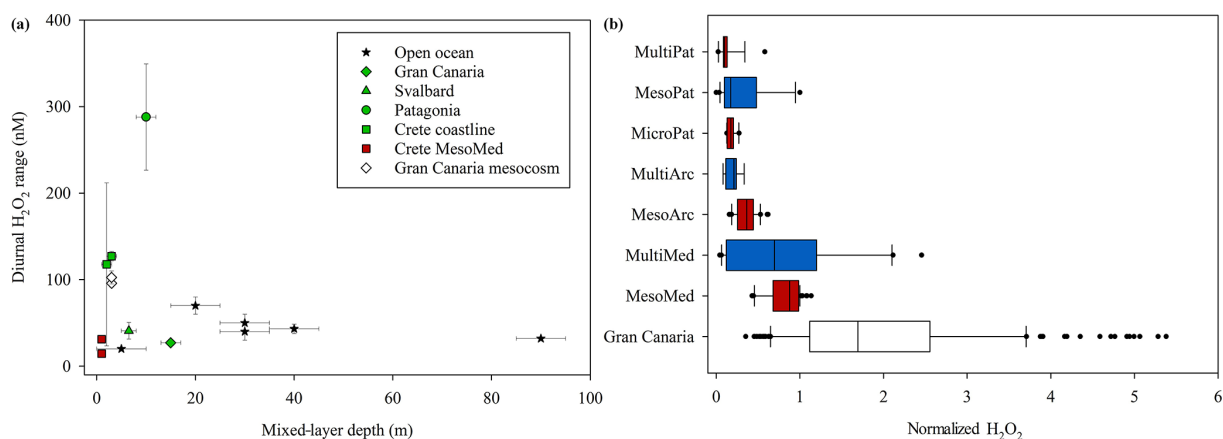 (a)
400
300
200
100
0
Diurnal H₂O₂ range (nM)
Open ocean
Gran Canaria
Svalbard
Patagonia
Crete coastline
Crete MesoMed
Gran Canaria mesocosm
0 20 40 60 80 100
Mixed-layer depth (m)
(b)
MultiPat
MesoPat
MicroPat
MultiArc
MesoArc
MultiMed
MesoMed
Gran Canaria
0 1 2 3 4 5 6
Normalized H₂O₂